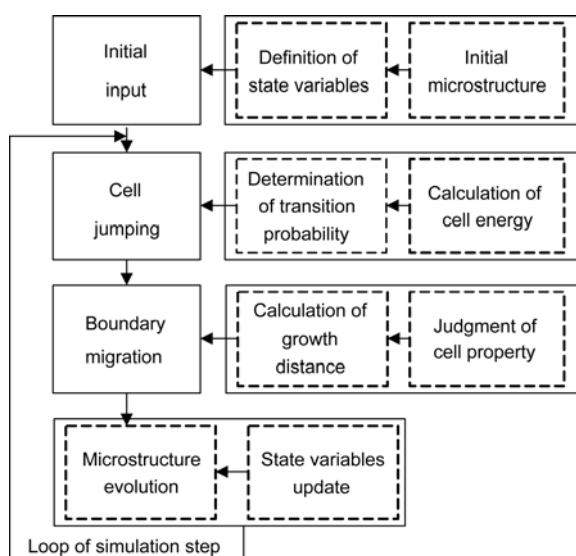 Initial
input
Definition of
state variables
Initial
microstructure
Cell
jumping
Determination
of transition
probability
Calculation of
cell energy
Boundary
migration
Calculation of
growth
distance
Judgment of
cell property
Microstructure
evolution
State variables
update
Loop of simulation step